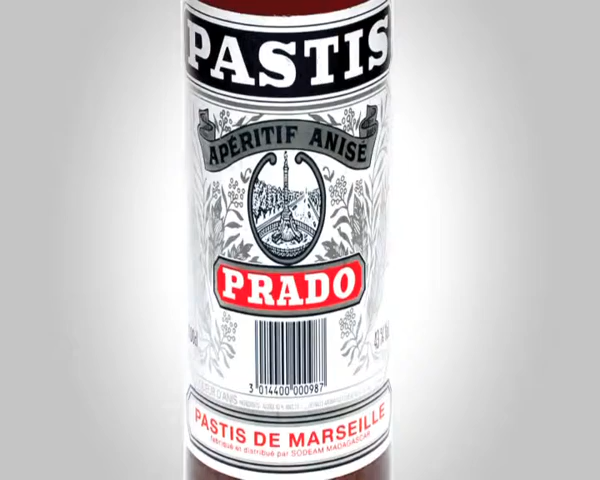 PASTIS
APÉRITIF ANISÉ
PRADO
3 014400 000987
PASTIS DE MARSEILLE
fabriqué et distribué par SODEAM MADAGASCAR